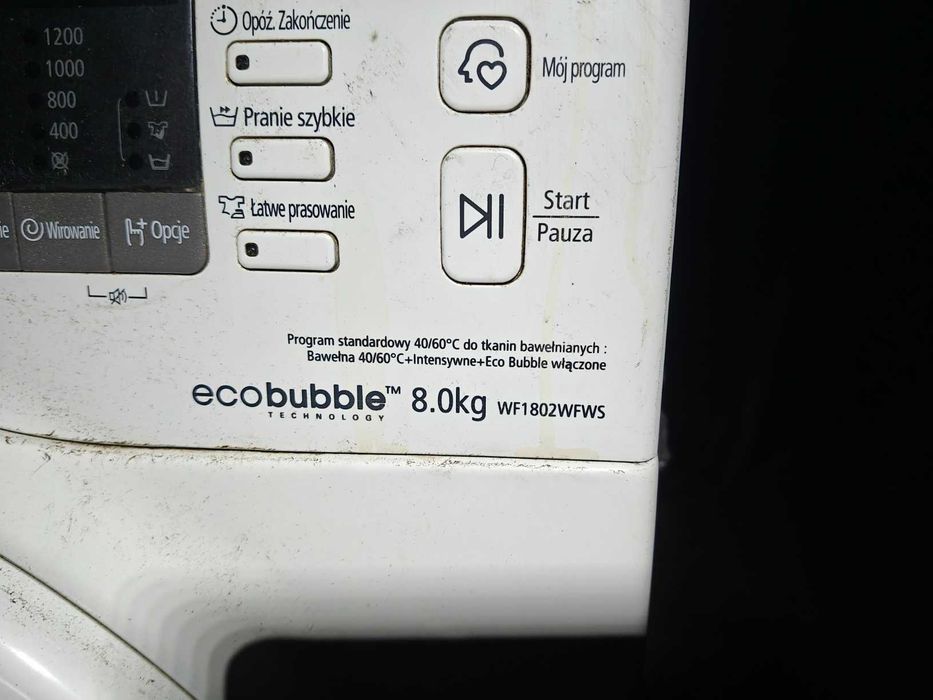 1200
1000
800
400
Wirowanie
Opcje
Opóź. Zakończenie
Pranie szybkie
Łatwe prasowanie
Mój program
Start
Pauza
Program standardowy 40/60°C do tkanin bawełnianych :
Bawełna 40/60°C+Intensywne+Eco Bubble włączone
ecobubble™ 8.0kg WF1802WFWS
TECHNOLOGY